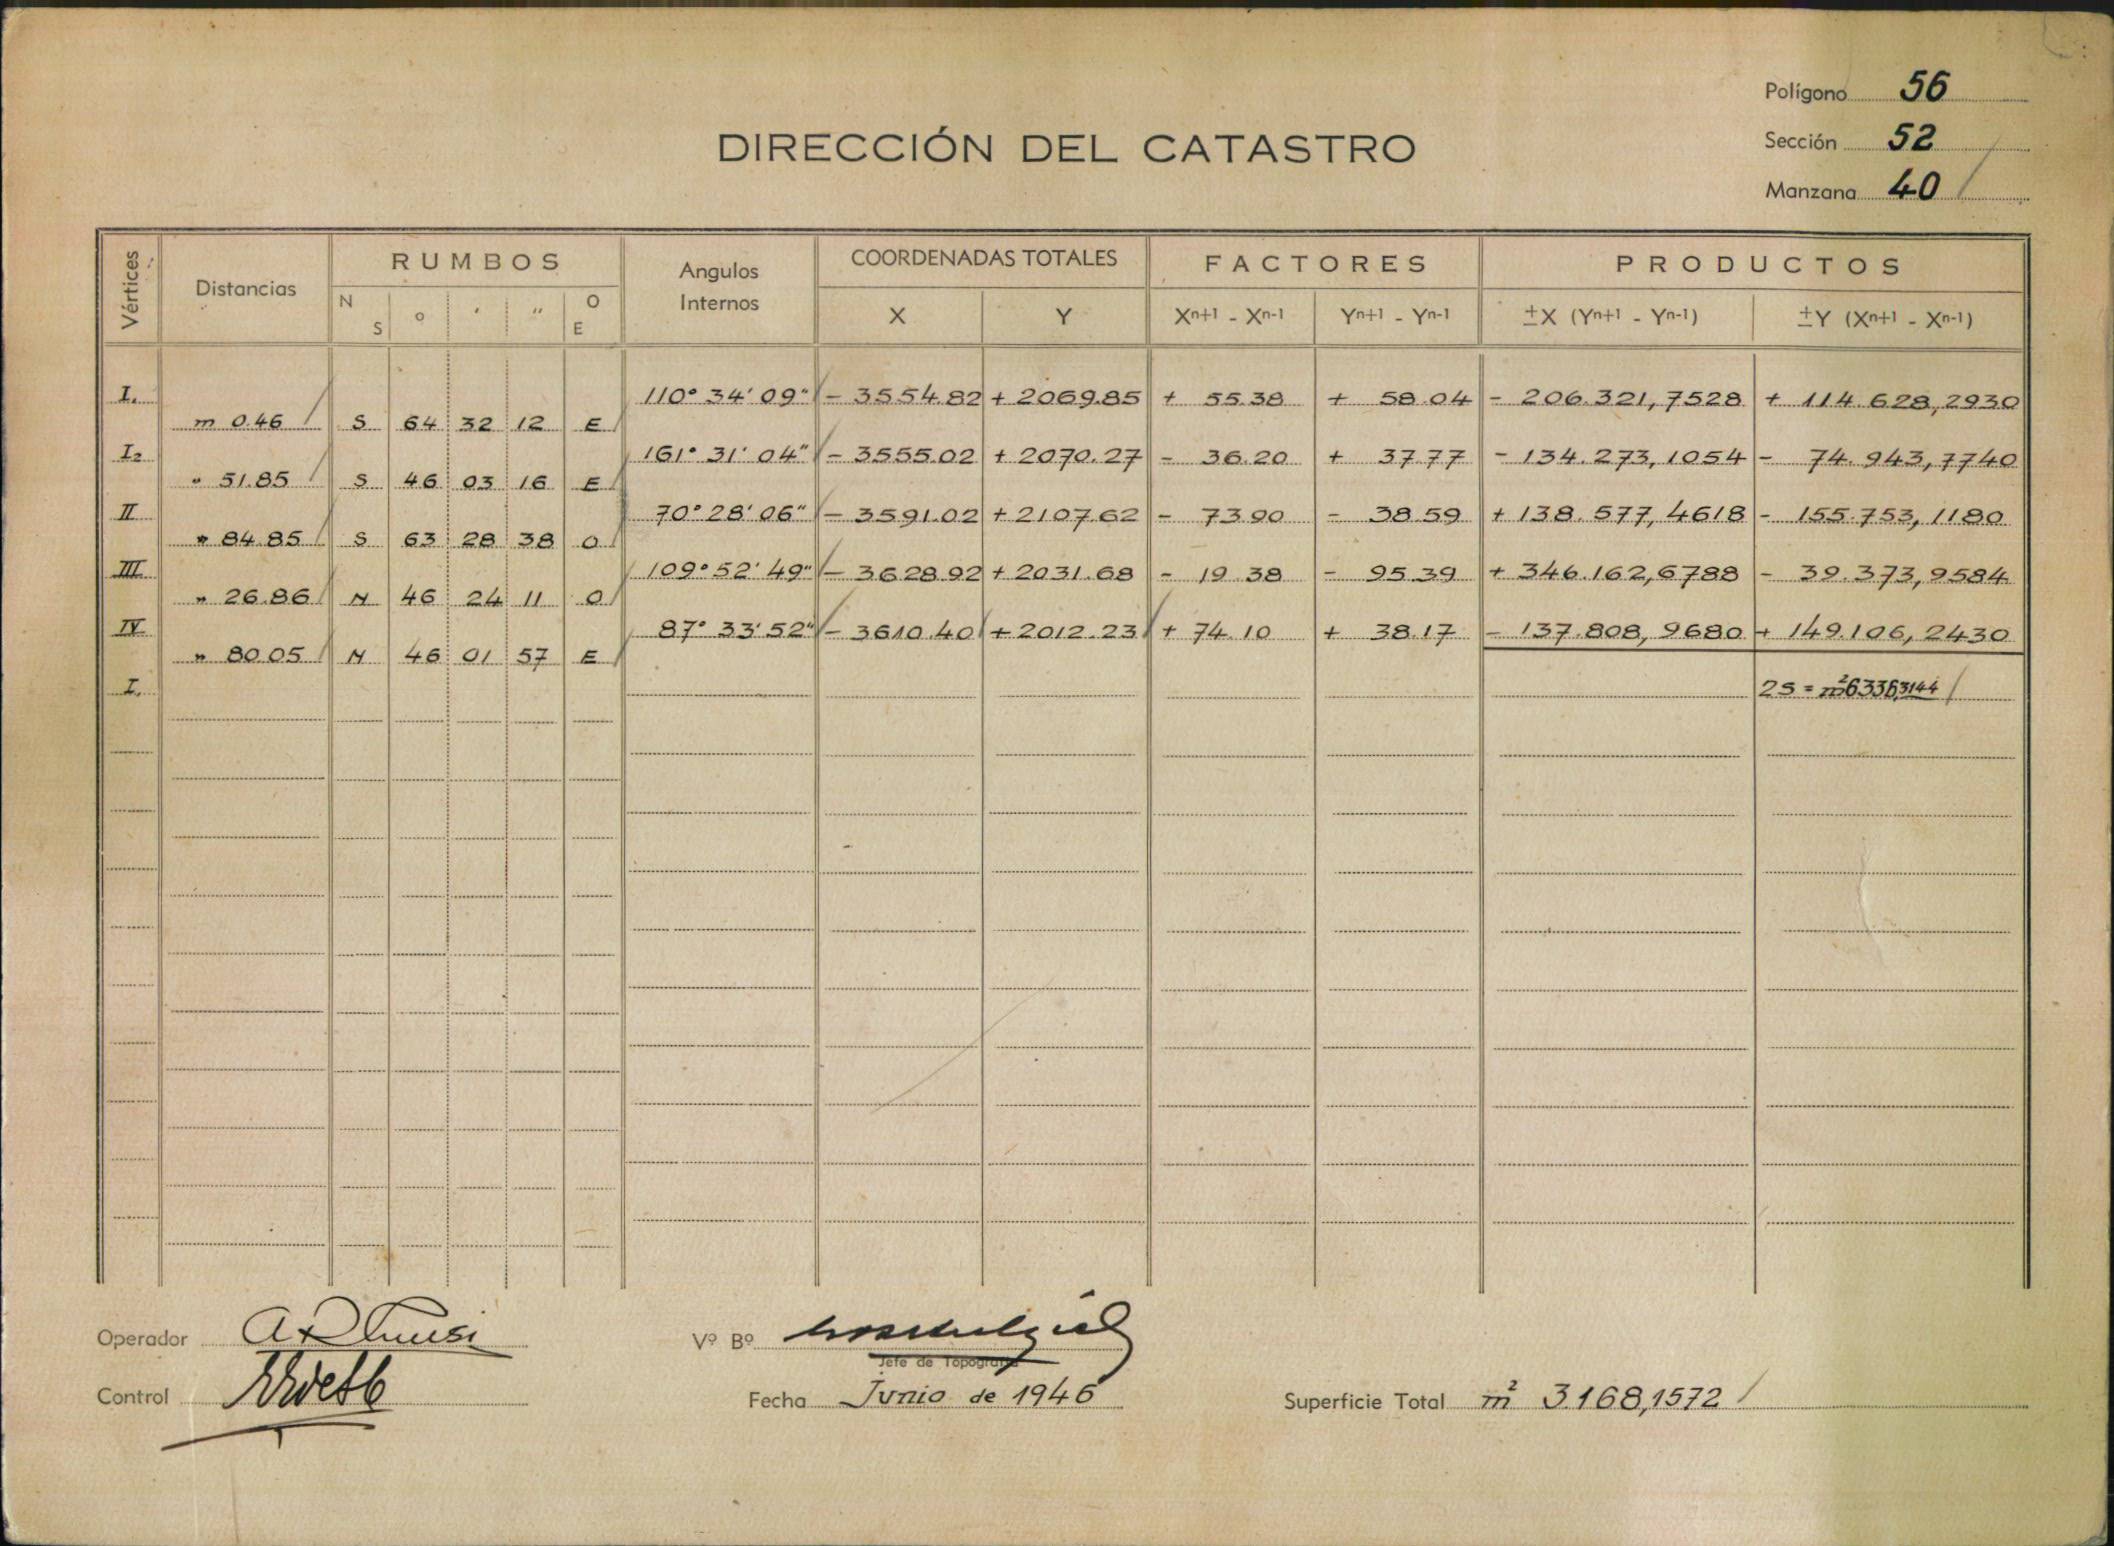 Polígono 56
DIRECCIÓN DEL CATASTRO
Sección 52
Manzana 40
Vértices Distancias RUMBOS Angulos Internos COORDENADAS TOTALES FACTORES PRODUCTOS
N S ° ' " O E X Y Xn+1 - Xn-1 Yn+1 - Yn-1 ±X (Yn+1 - Yn-1) ±Y (Xn+1 - Xn-1)
I1 110° 34' 09" - 3554.82 + 2069.85 + 55.38 + 58.04 - 206.321,7528 + 114.628,2930
m 0.46 S 64 32 12 E
I2 161° 31' 04" - 3555.02 + 2070.27 - 36.20 + 37.77 - 134.273,1054 - 74.943,7740
" 51.85 S 46 03 16 E
II 70° 28' 06" - 3591.02 + 2107.62 - 73.90 - 38.59 + 138.577,4618 - 155.753,1180
" 84.85 S 63 28 38 O
III 109° 52' 49" - 3628.92 + 2031.68 - 19.38 - 95.39 + 346.162,6788 - 39.373,9584
" 26.86 N 46 24 11 O
IV 87° 33' 52" - 3610.40 + 2012.23 + 74.10 + 38.17 - 137.808,9680 + 149.106,2430
" 80.05 N 46 01 57 E
I1 2S = m² 6336,3144
Operador Vº Bº
Jefe de Topografía
Control Fecha Junio de 1946 Superficie Total m² 3.168,1572